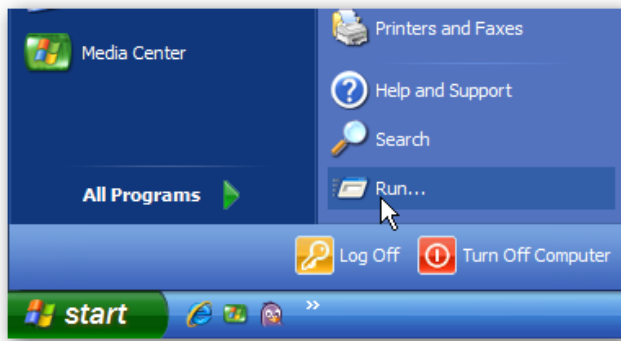 Printers and Faxes
Media Center
Help and Support
Search
All Programs
Run...
Log Off
Turn Off Computer
start
»